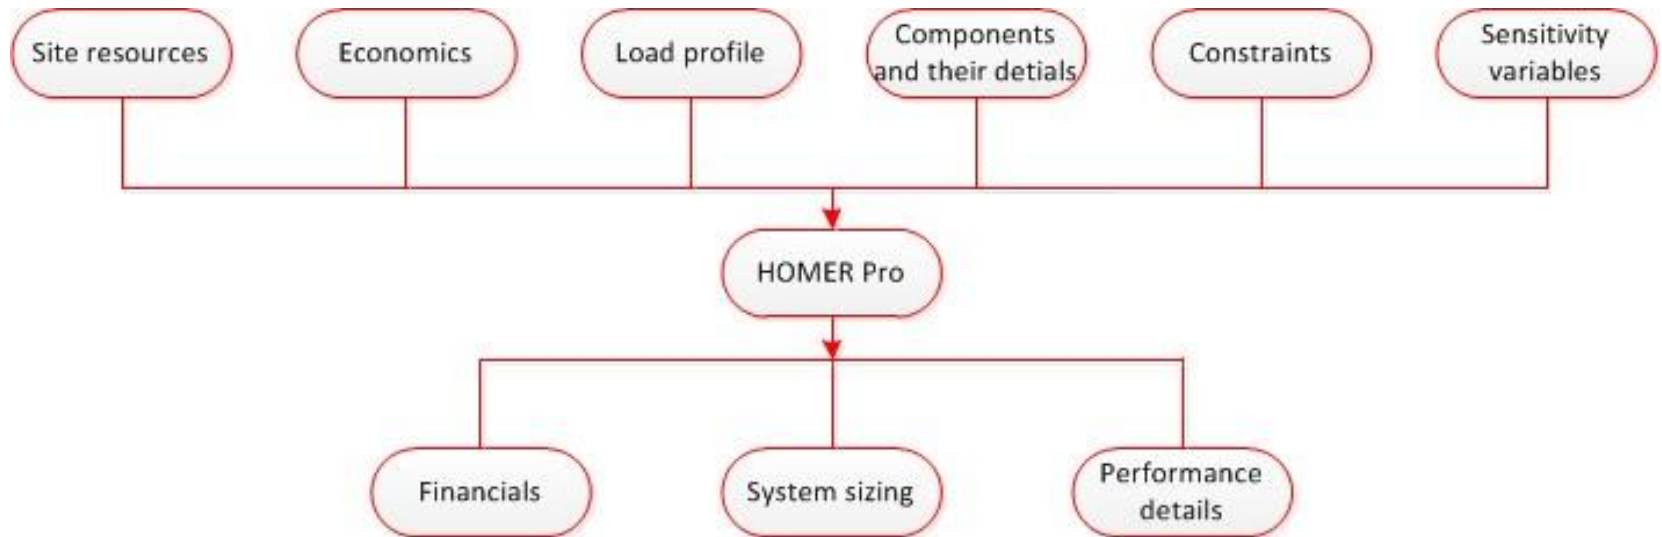 Site resources
Economics
Load profile
Components
and their detials
Constraints
Sensitivity
variables
HOMER Pro
Financials
System sizing
Performance
details